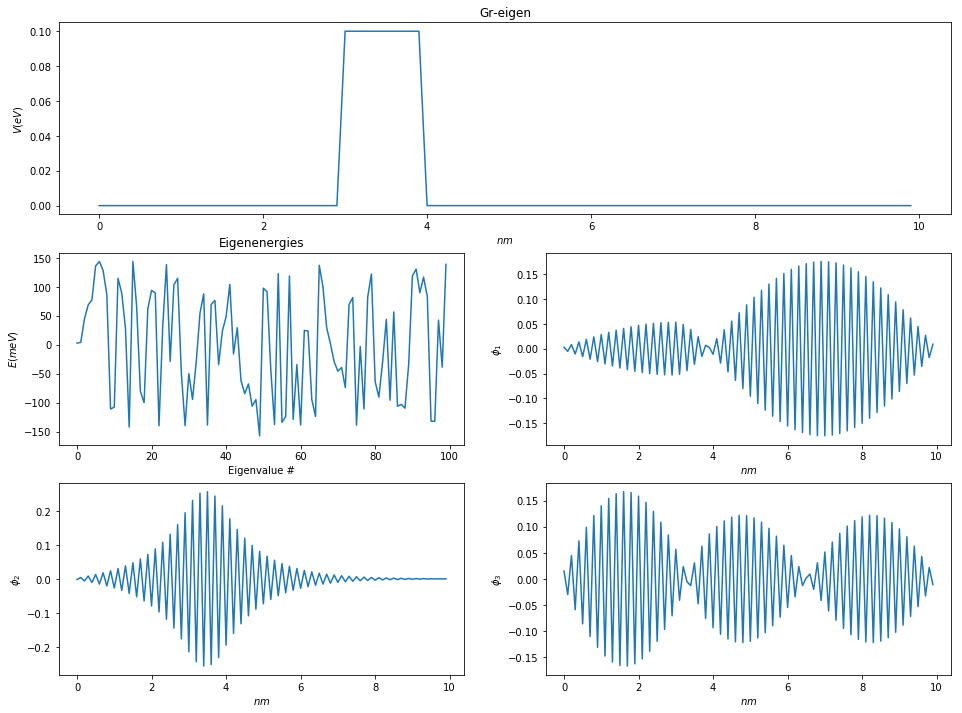 Gr-eigen
V(eV)
0.10
0.08
0.06
0.04
0.02
0.00
0 2 4 6 8 10
nm
Eigenenergies
E(meV)
150
100
50
0
−50
−100
−150
0 20 40 60 80 100
Eigenvalue #
ϕ1
0.15
0.10
0.05
0.00
−0.05
−0.10
−0.15
0 2 4 6 8 10
nm
ϕ2
0.2
0.1
0.0
−0.1
−0.2
0 2 4 6 8 10
nm
ϕ3
0.15
0.10
0.05
0.00
−0.05
−0.10
−0.15
0 2 4 6 8 10
nm